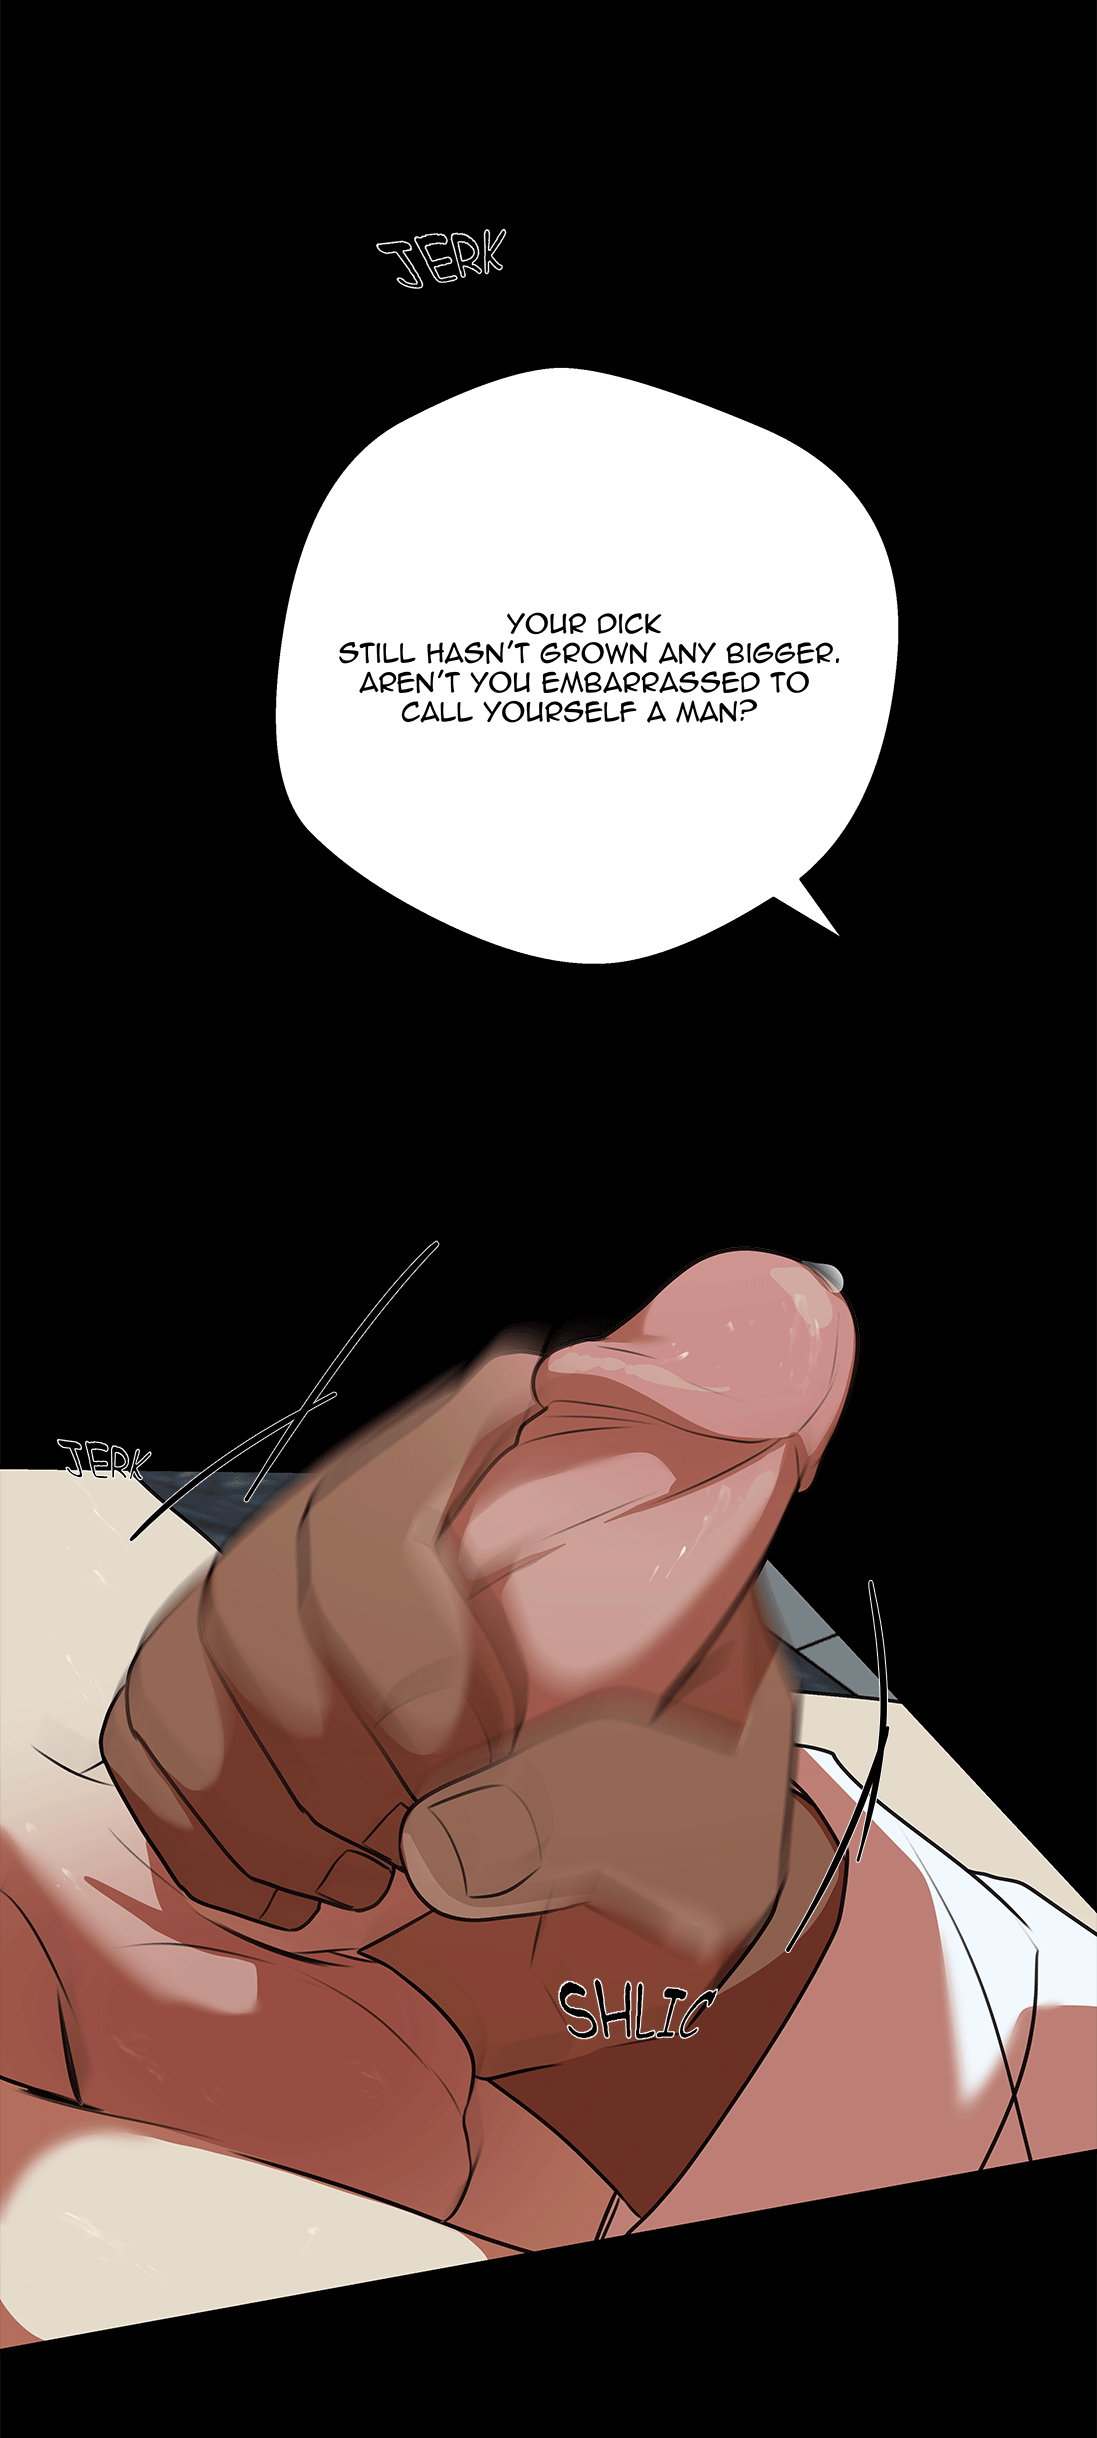 JERK
YOUR DICK
STILL HASN'T GROWN ANY BIGGER.
AREN'T YOU EMBARRASSED TO
CALL YOURSELF A MAN?
JERK
SHLIC